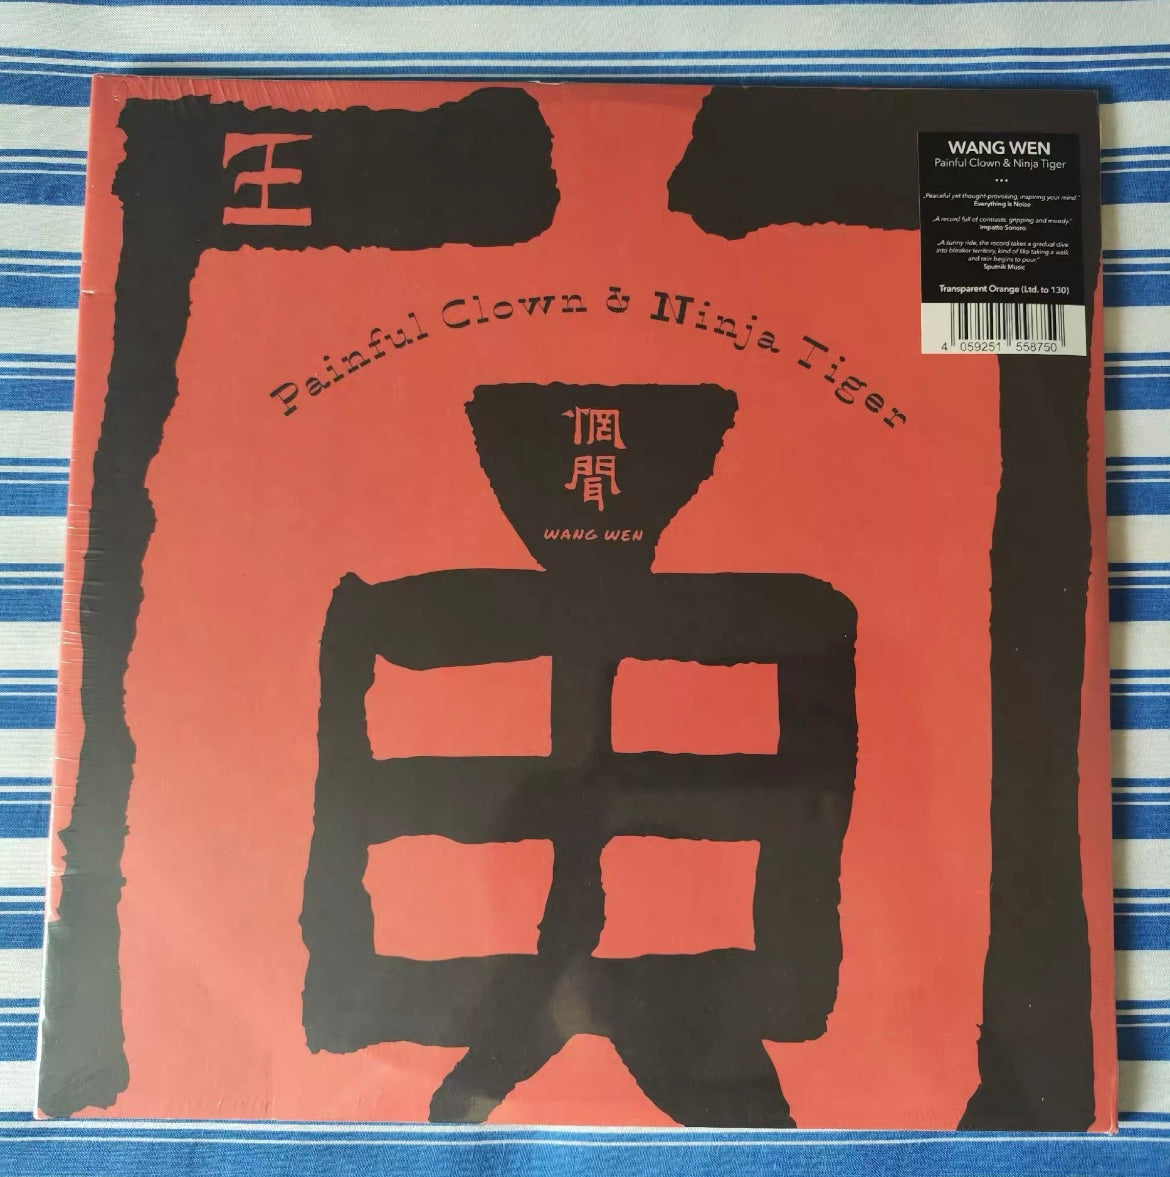 WANG WEN
Painful Clown & Ninja Tiger
...
„Peaceful yet thought-provoking, inspiring your mind.”
Everything Is Noise
„A record full of contrasts, gripping and moody.”
Impatto Sonoro
„A sunny ride, the record takes a gradual dive
into bleaker territory, kind of like taking a walk
and rain begins to pour.”
Sputnik Music
Transparent Orange (Ltd. to 130)
4 059251 558750
Painful Clown & Ninja Tiger
惘
聞
WANG WEN